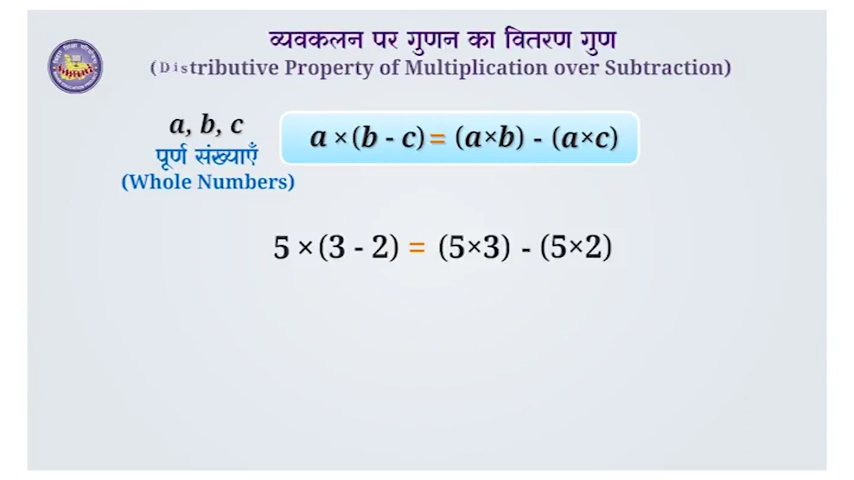 व्यवकलन पर गुणन का वितरण गुण
(Distributive Property of Multiplication over Subtraction)
a, b, c
पूर्ण संख्याएँ
(Whole Numbers)
a × (b - c) = (a×b) - (a×c)
5 × (3 - 2) = (5×3) - (5×2)